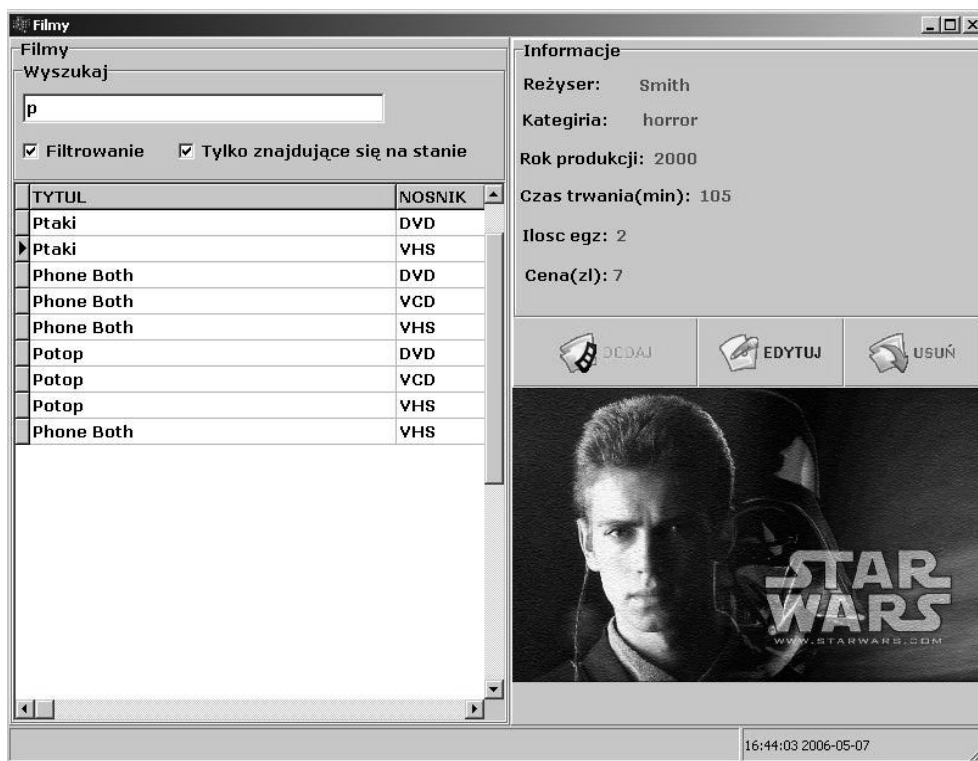 Filmy
Filmy
Wyszukaj
p
Filtrowanie
Tylko znajdujące się na stanie
TYTUL NOSNIK
Ptaki DVD
Ptaki VHS
Phone Both DVD
Phone Both VCD
Phone Both VHS
Potop DVD
Potop VCD
Potop VHS
Phone Both VHS
Informacje
Reżyser: Smith
Kategiria: horror
Rok produkcji: 2000
Czas trwania(min): 105
Ilosc egz: 2
Cena(zl): 7
DODAJ
EDYTUJ
USUŃ
STAR
WARS
WWW.STARWARS.COM
16:44:03 2006-05-07